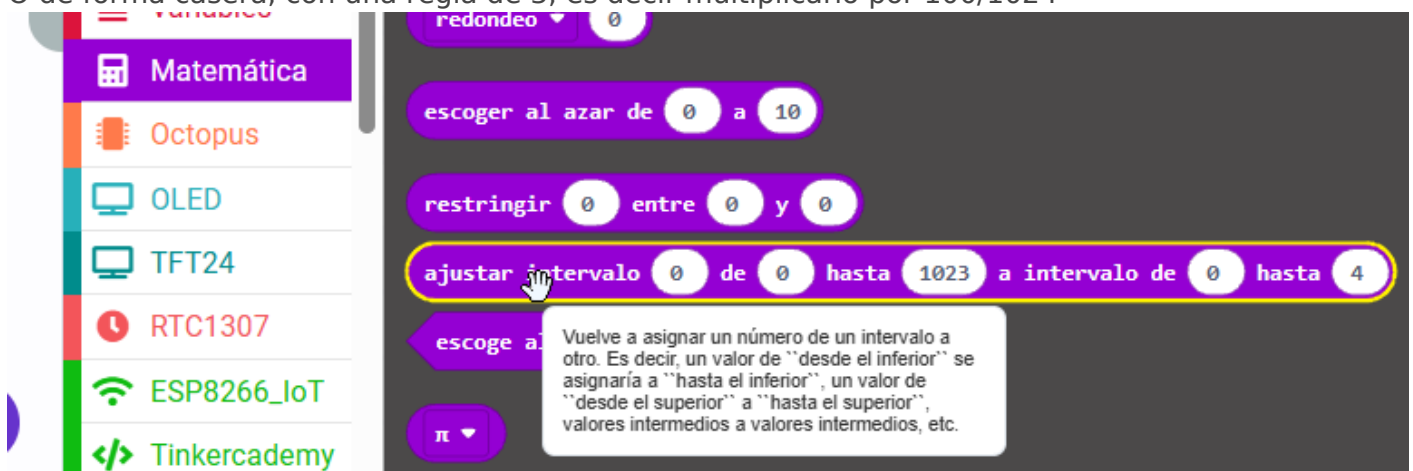 O de forma casera, con una regla de 3, es decir multiplicarlo por 100/1024
Variables
redondeo 0
Matemática
escoger al azar de 0 a 10
Octopus
OLED
restringir 0 entre 0 y 0
TFT24
ajustar intervalo 0 de 0 hasta 1023 a intervalo de 0 hasta 4
RTC1307
escoge a
Vuelve a asignar un número de un intervalo a
otro. Es decir, un valor de ``desde el inferior`` se
asignaría a ``hasta el inferior``, un valor de
``desde el superior`` a ``hasta el superior``,
valores intermedios a valores intermedios, etc.
ESP8266_IoT
π
Tinkercademy